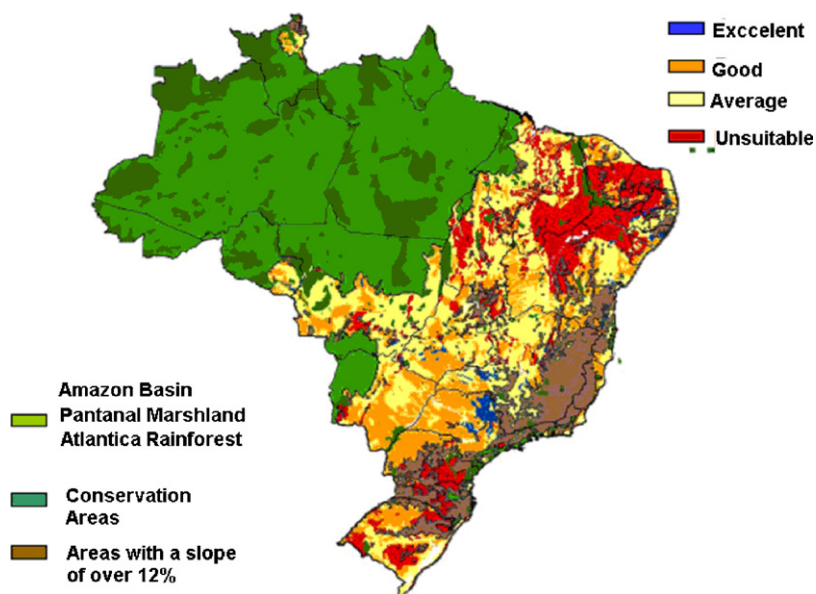 Exccelent
Good
Average
Unsuitable
Amazon Basin
Pantanal Marshland
Atlantica Rainforest
Conservation
Areas
Areas with a slope
of over 12%